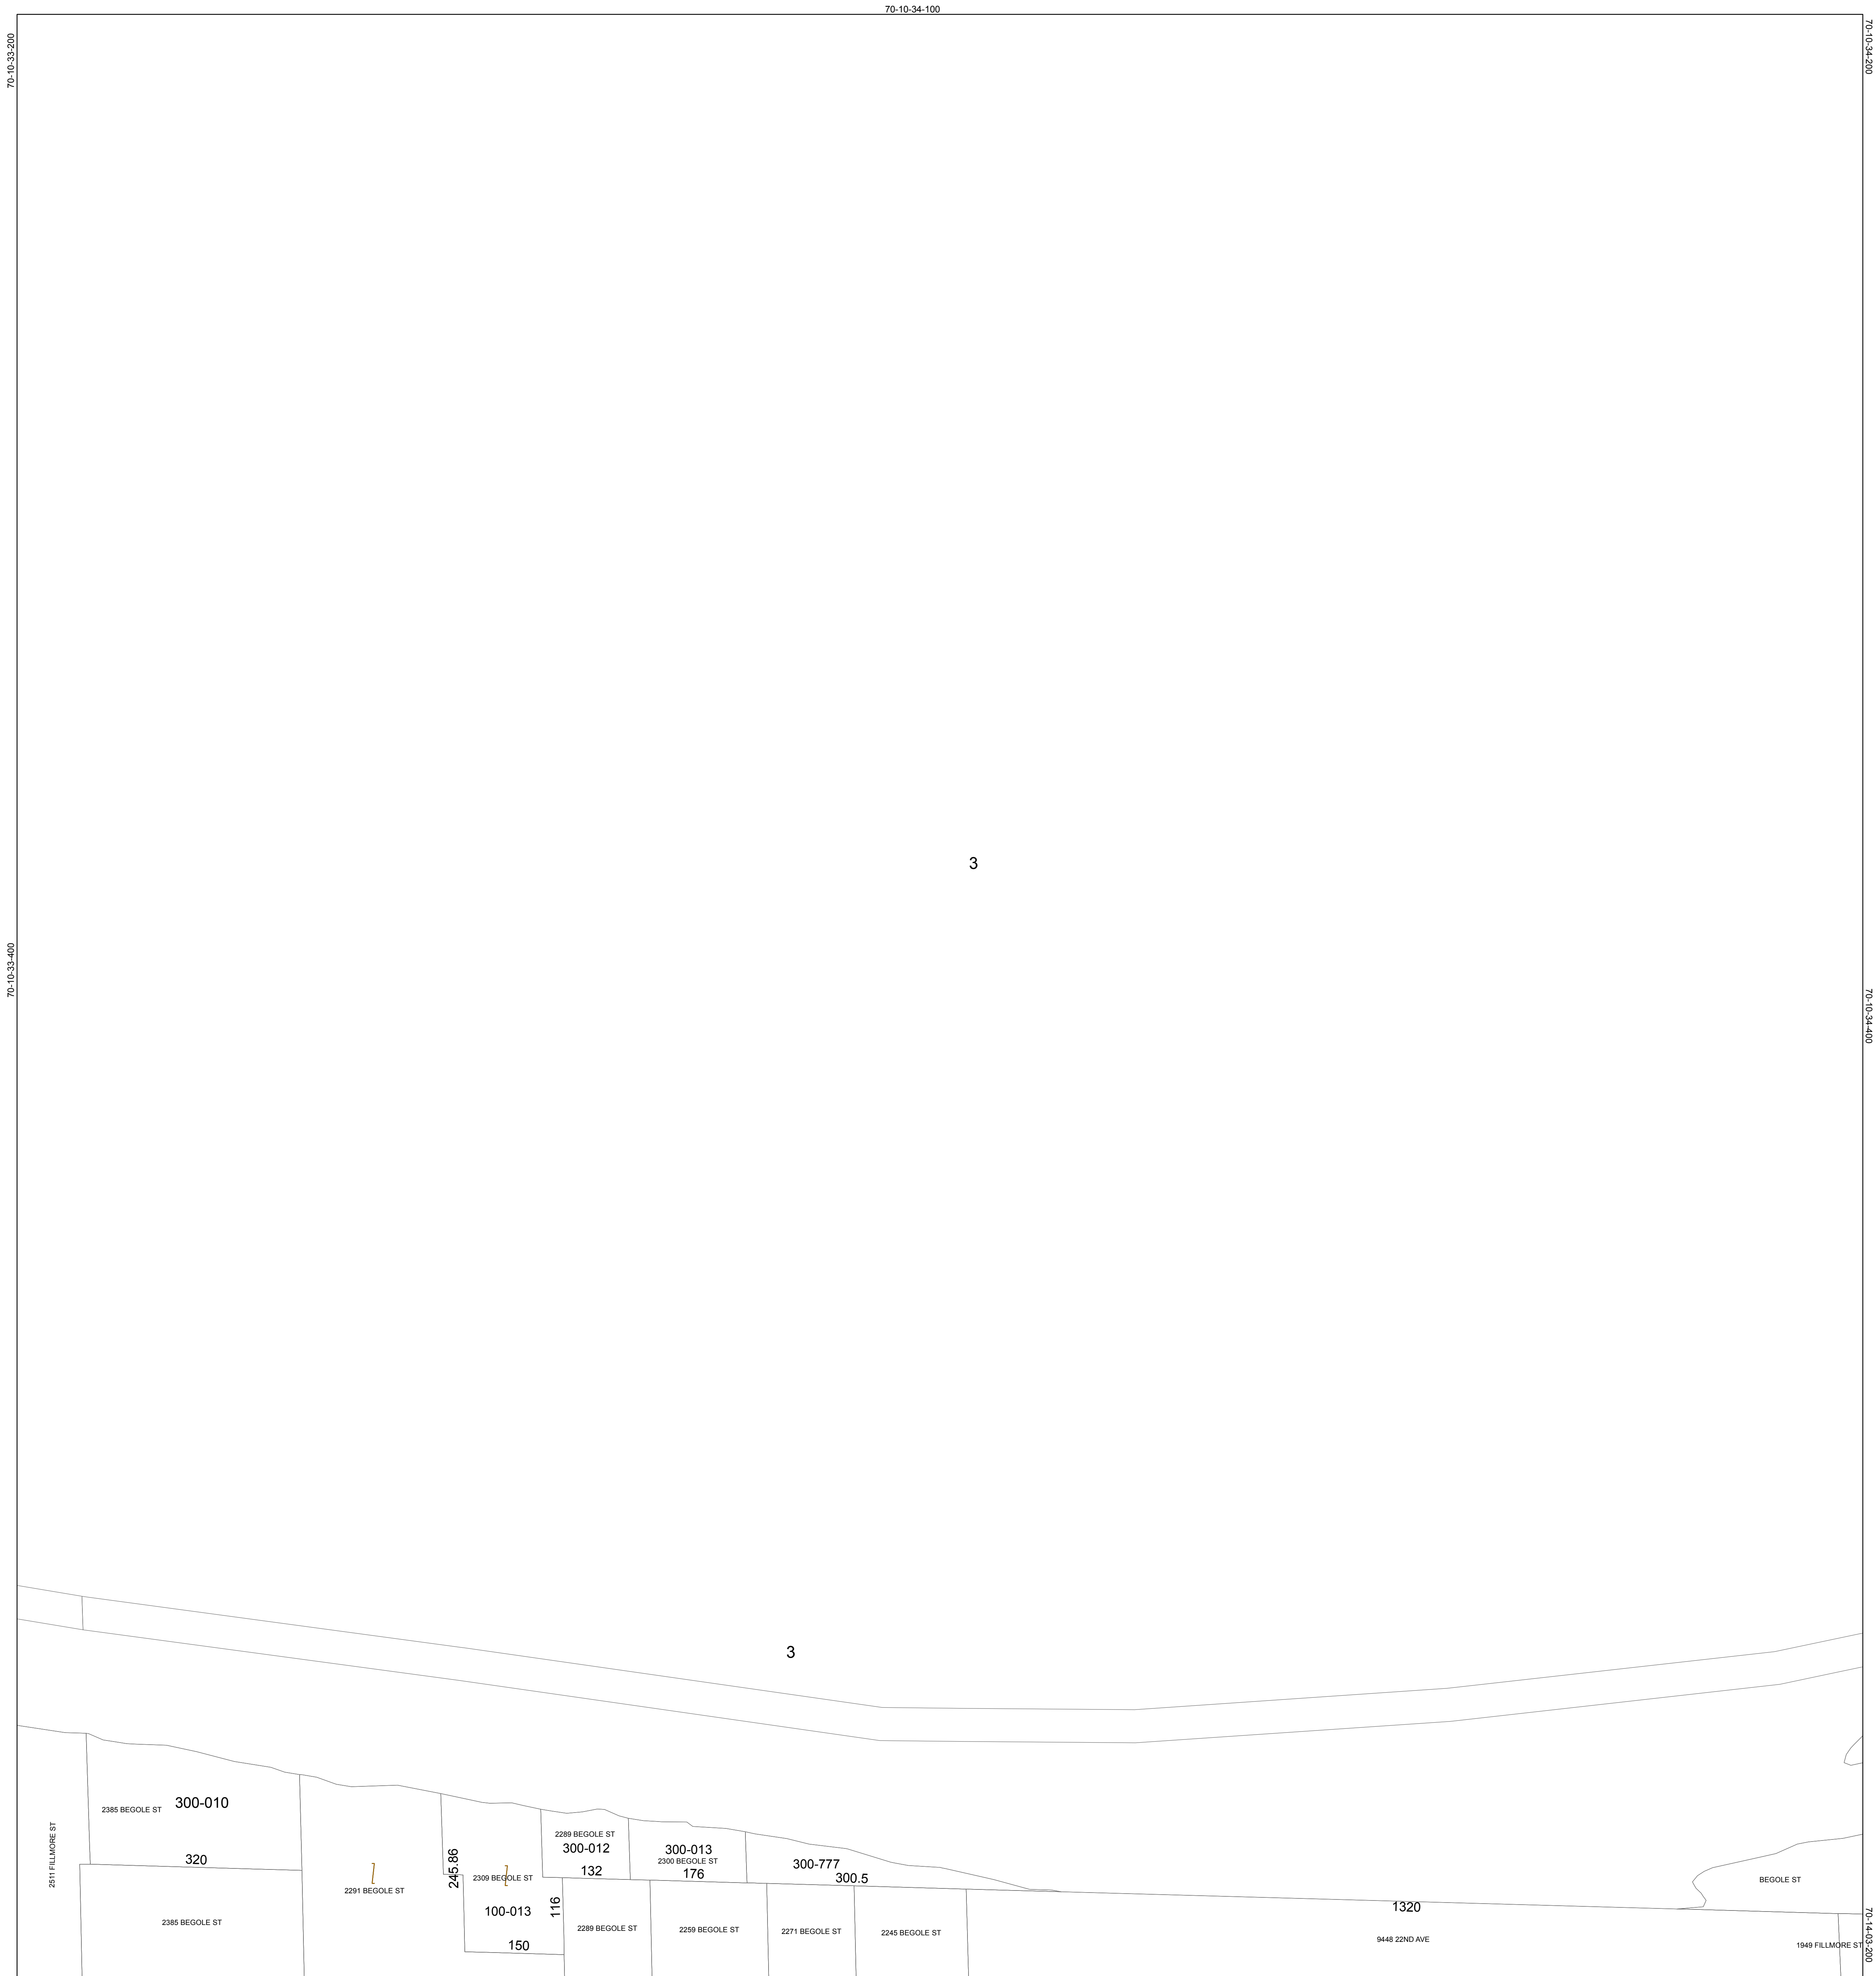 70-10-34-100
70-10-33-200
70-10-34-200
3
70-10-33-400
70-10-34-400
3
2511 FILLMORE ST
2385 BEGOLE ST
300-010
320
2385 BEGOLE ST
2291 BEGOLE ST
245.86
2309 BEGOLE ST
100-013
116
150
2289 BEGOLE ST
300-012
132
2289 BEGOLE ST
300-013
2300 BEGOLE ST
176
2259 BEGOLE ST
300-777
300.5
2271 BEGOLE ST
2245 BEGOLE ST
1320
9448 22ND AVE
BEGOLE ST
1949 FILLMORE ST
70-14-03-200